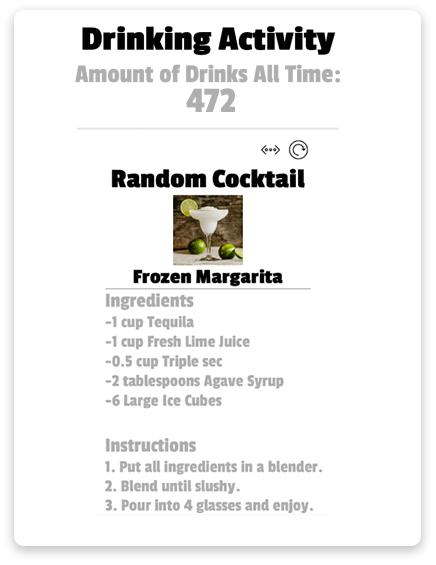 Drinking Activity
Amount of Drinks All Time:
472
Random Cocktail
Frozen Margarita
Ingredients
-1 cup Tequila
-1 cup Fresh Lime Juice
-0.5 cup Triple sec
-2 tablespoons Agave Syrup
-6 Large Ice Cubes
Instructions
1. Put all ingredients in a blender.
2. Blend until slushy.
3. Pour into 4 glasses and enjoy.